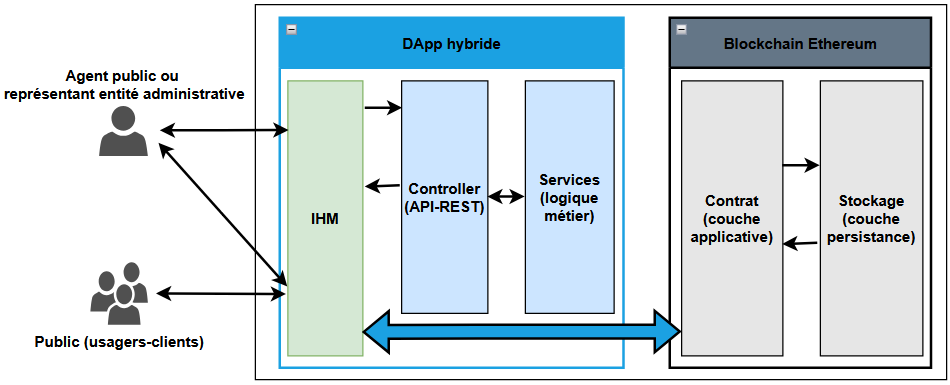 DApp hybride
Blockchain Ethereum
Agent public ou
représentant entité administrative
IHM
Controller
(API-REST)
Services
(logique
métier)
Contrat
(couche
applicative)
Stockage
(couche
persistance)
Public (usagers-clients)